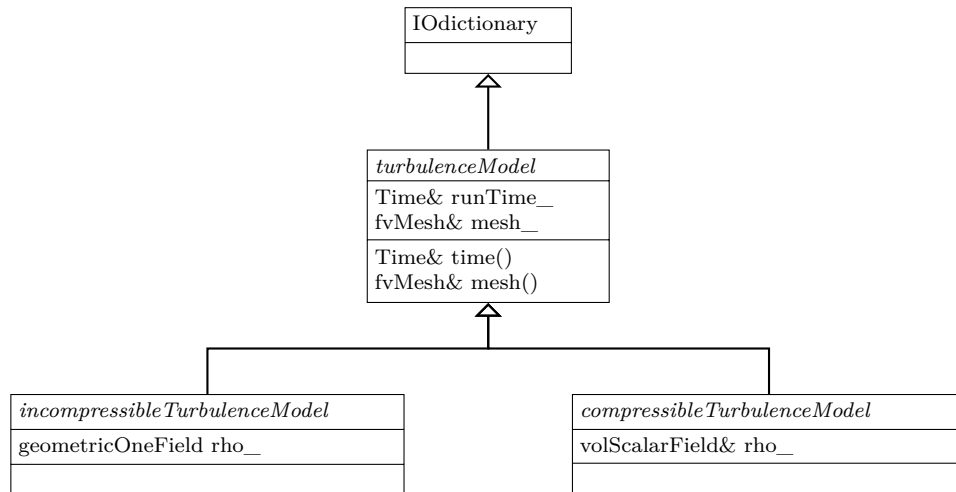 IOdictionary
turbulenceModel
Time& runTime_
fvMesh& mesh_
Time& time()
fvMesh& mesh()
incompressibleTurbulenceModel
geometricOneField rho_
compressibleTurbulenceModel
volScalarField& rho_